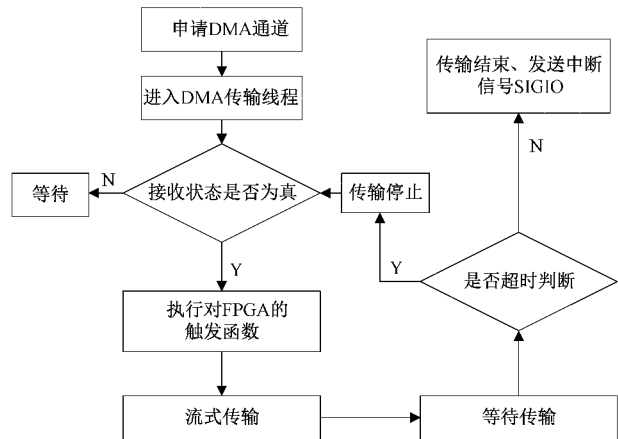 申请DMA通道
进入DMA传输线程
接收状态是否为真
N
等待
Y
执行对FPGA的
触发函数
流式传输
等待传输
是否超时判断
Y
传输停止
N
传输结束、发送中断
信号SIGIO